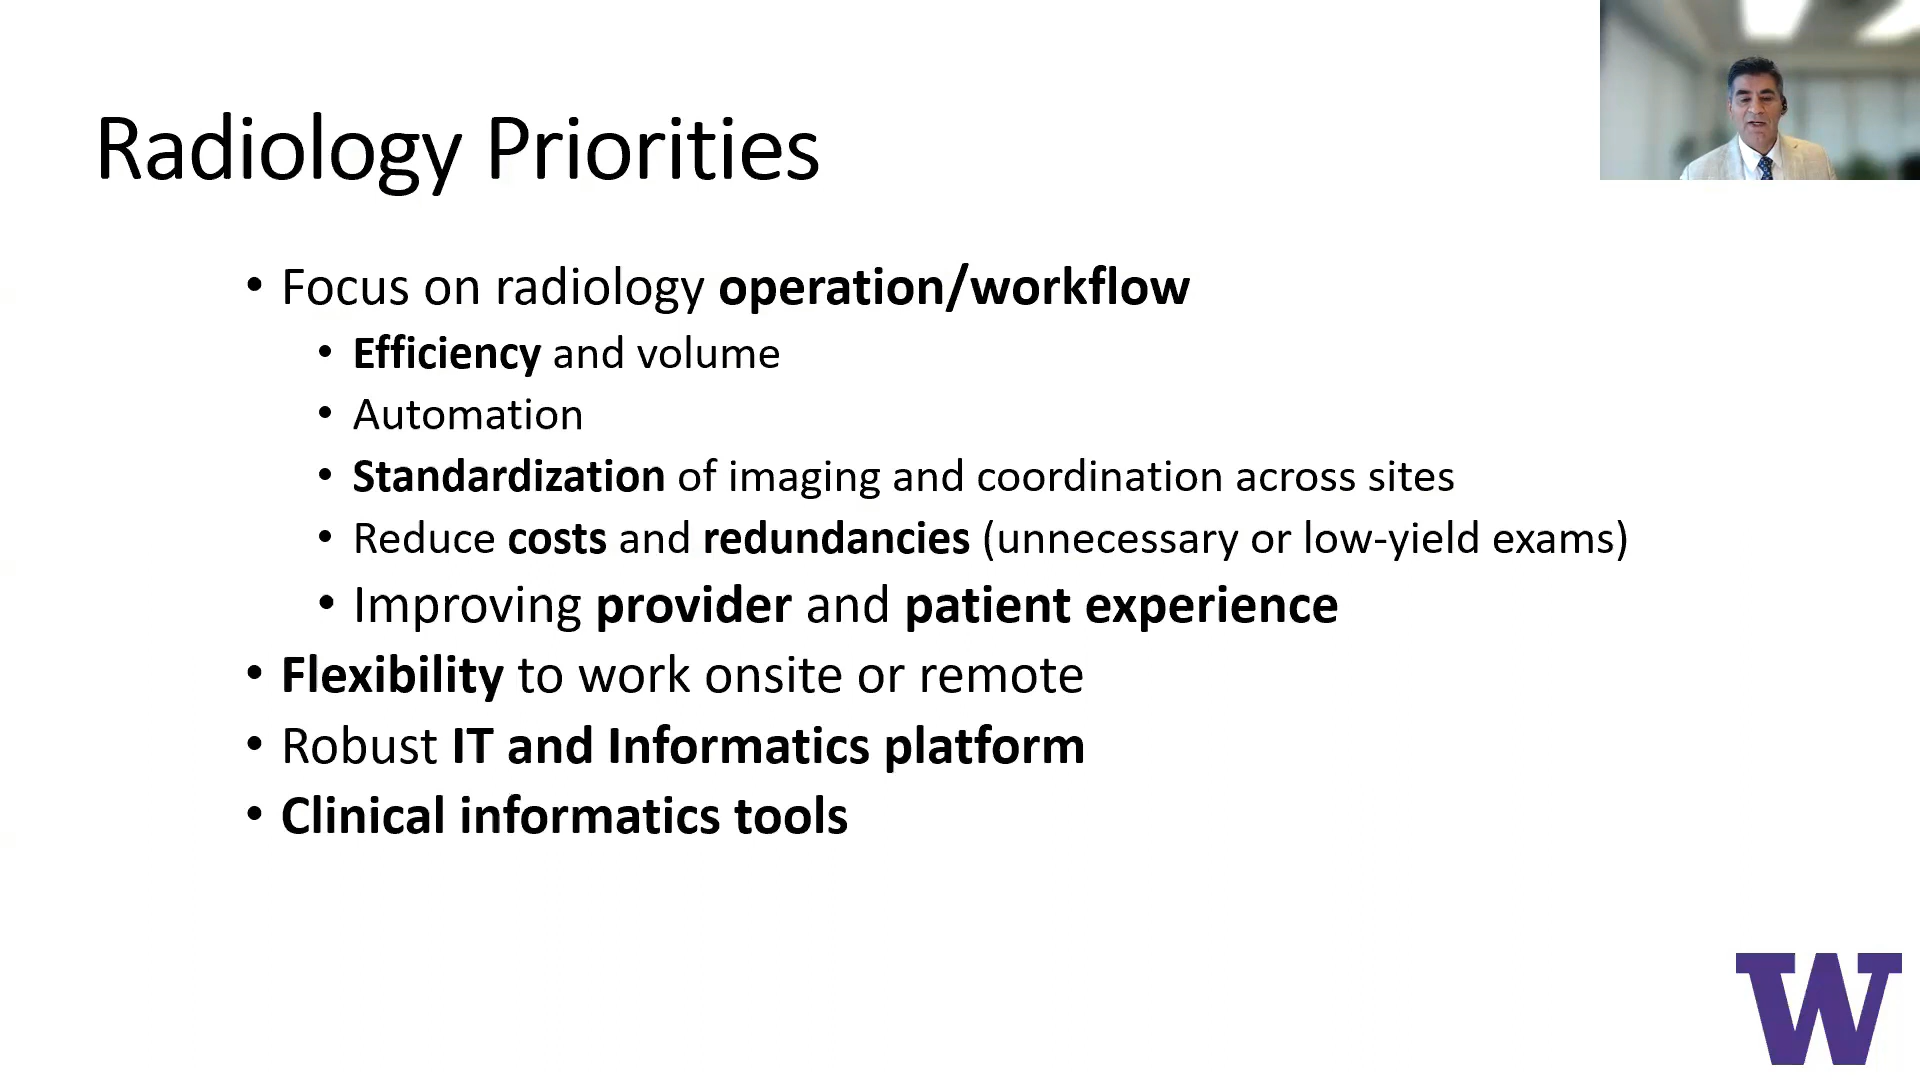 Radiology Priorities
• Focus on radiology operation/workflow
• Efficiency and volume
• Automation
• Standardization of imaging and coordination across sites
• Reduce costs and redundancies (unnecessary or low-yield exams)
• Improving provider and patient experience
• Flexibility to work onsite or remote
• Robust IT and Informatics platform
• Clinical informatics tools
W